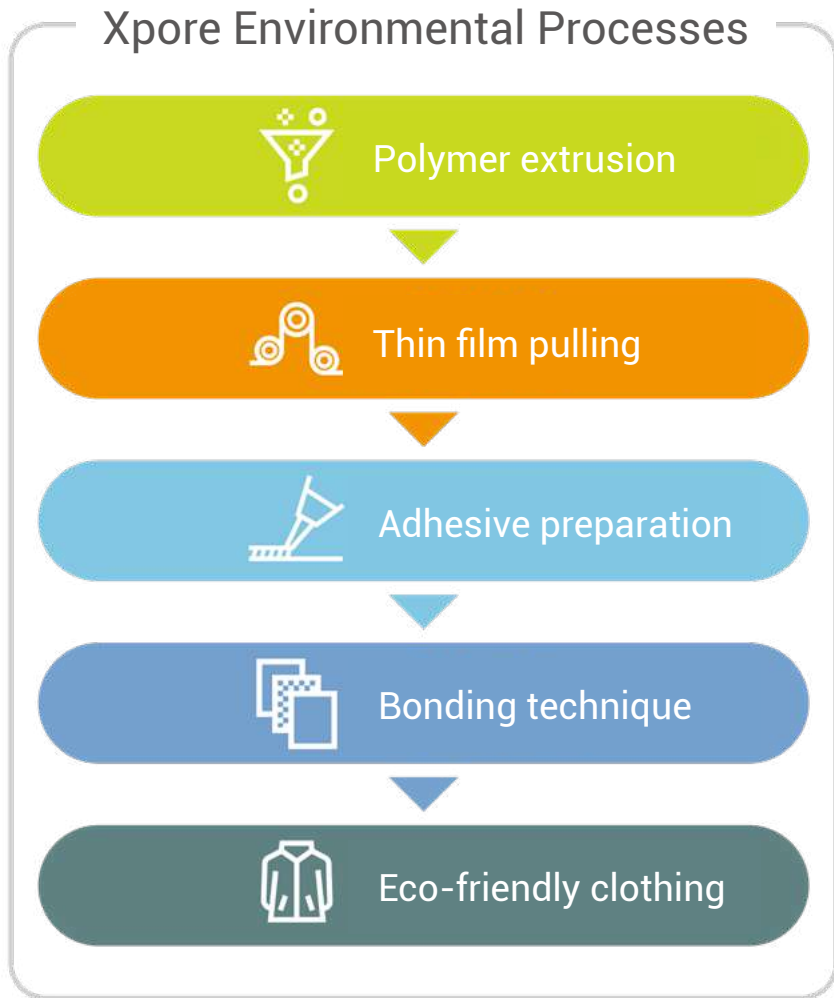 Xpore Environmental Processes
Polymer extrusion
Thin film pulling
Adhesive preparation
Bonding technique
Eco-friendly clothing